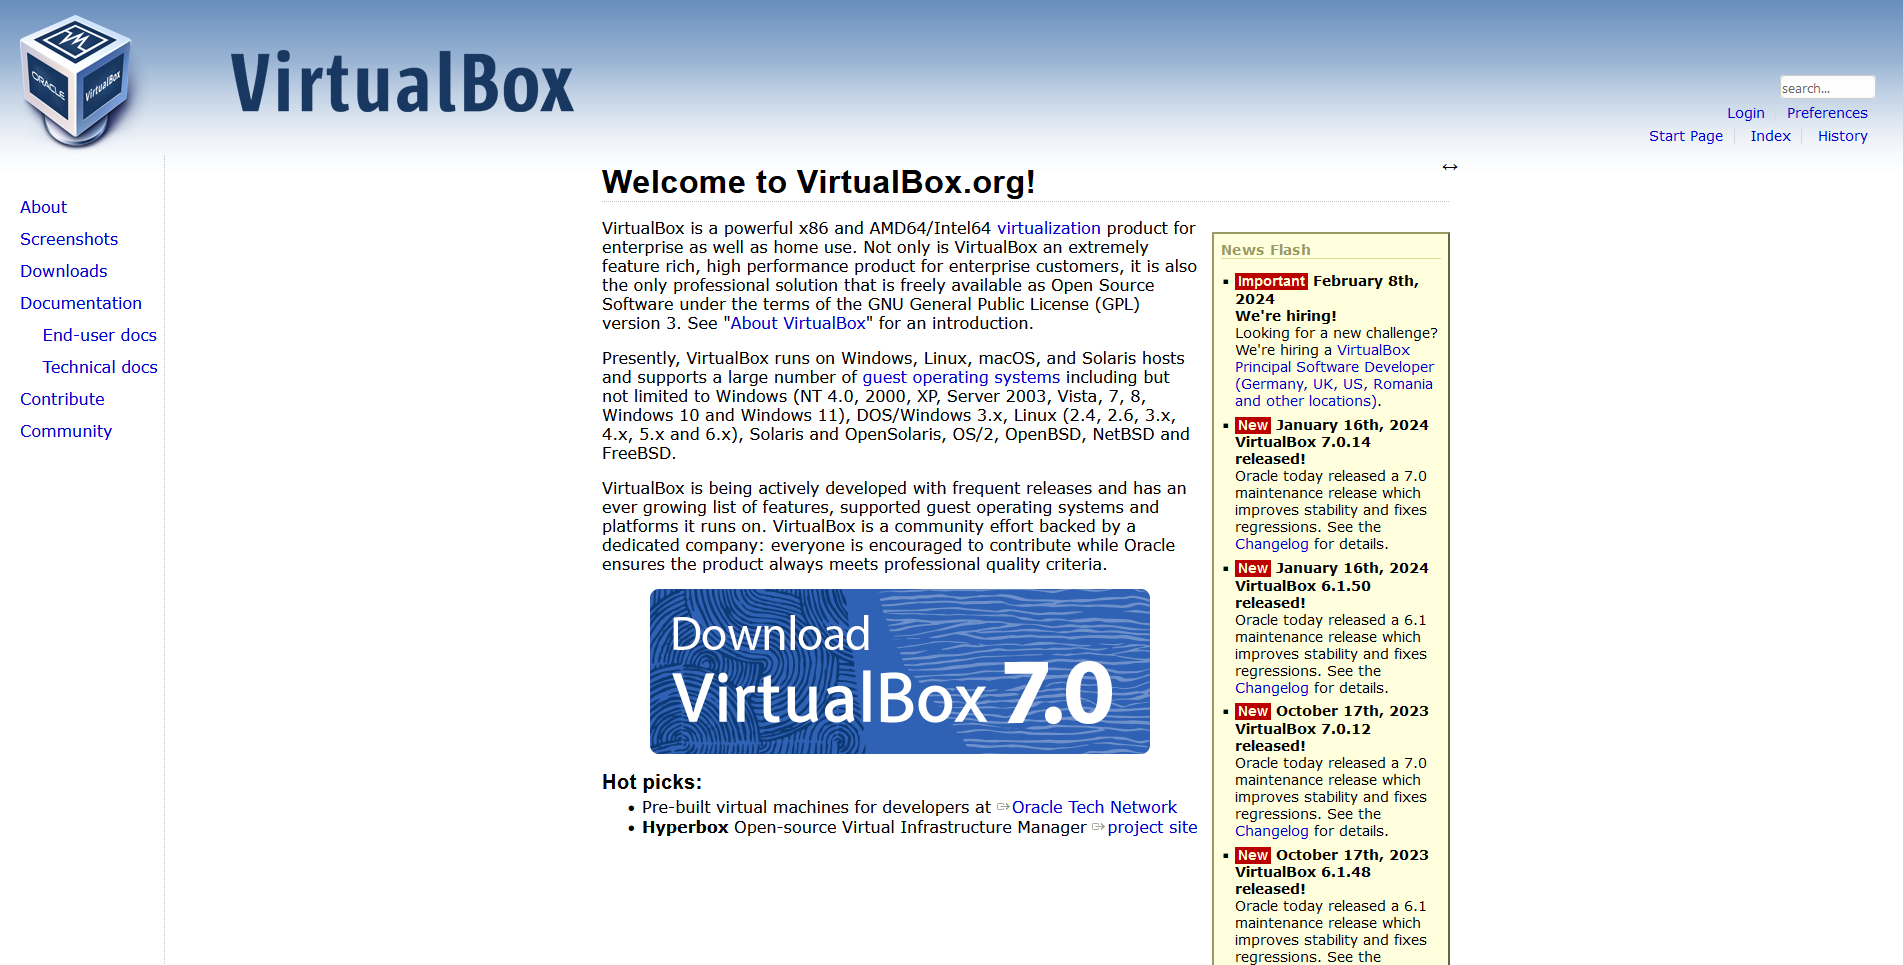 ORACLE
VirtualBox
VirtualBox
search...
Login
Preferences
Start Page
Index
History
About
Screenshots
Downloads
Documentation
End-user docs
Technical docs
Contribute
Community
Welcome to VirtualBox.org!
VirtualBox is a powerful x86 and AMD64/Intel64 virtualization product for
enterprise as well as home use. Not only is VirtualBox an extremely
feature rich, high performance product for enterprise customers, it is also
the only professional solution that is freely available as Open Source
Software under the terms of the GNU General Public License (GPL)
version 3. See "About VirtualBox" for an introduction.
Presently, VirtualBox runs on Windows, Linux, macOS, and Solaris hosts
and supports a large number of guest operating systems including but
not limited to Windows (NT 4.0, 2000, XP, Server 2003, Vista, 7, 8,
Windows 10 and Windows 11), DOS/Windows 3.x, Linux (2.4, 2.6, 3.x,
4.x, 5.x and 6.x), Solaris and OpenSolaris, OS/2, OpenBSD, NetBSD and
FreeBSD.
VirtualBox is being actively developed with frequent releases and has an
ever growing list of features, supported guest operating systems and
platforms it runs on. VirtualBox is a community effort backed by a
dedicated company: everyone is encouraged to contribute while Oracle
ensures the product always meets professional quality criteria.
Download
VirtualBox 7.0
Hot picks:
• Pre-built virtual machines for developers at Oracle Tech Network
• Hyperbox Open-source Virtual Infrastructure Manager project site
News Flash
Important February 8th,
2024
We're hiring!
Looking for a new challenge?
We're hiring a VirtualBox
Principal Software Developer
(Germany, UK, US, Romania
and other locations).
New January 16th, 2024
VirtualBox 7.0.14
released!
Oracle today released a 7.0
maintenance release which
improves stability and fixes
regressions. See the
Changelog for details.
New January 16th, 2024
VirtualBox 6.1.50
released!
Oracle today released a 6.1
maintenance release which
improves stability and fixes
regressions. See the
Changelog for details.
New October 17th, 2023
VirtualBox 7.0.12
released!
Oracle today released a 7.0
maintenance release which
improves stability and fixes
regressions. See the
Changelog for details.
New October 17th, 2023
VirtualBox 6.1.48
released!
Oracle today released a 6.1
maintenance release which
improves stability and fixes
regressions. See the